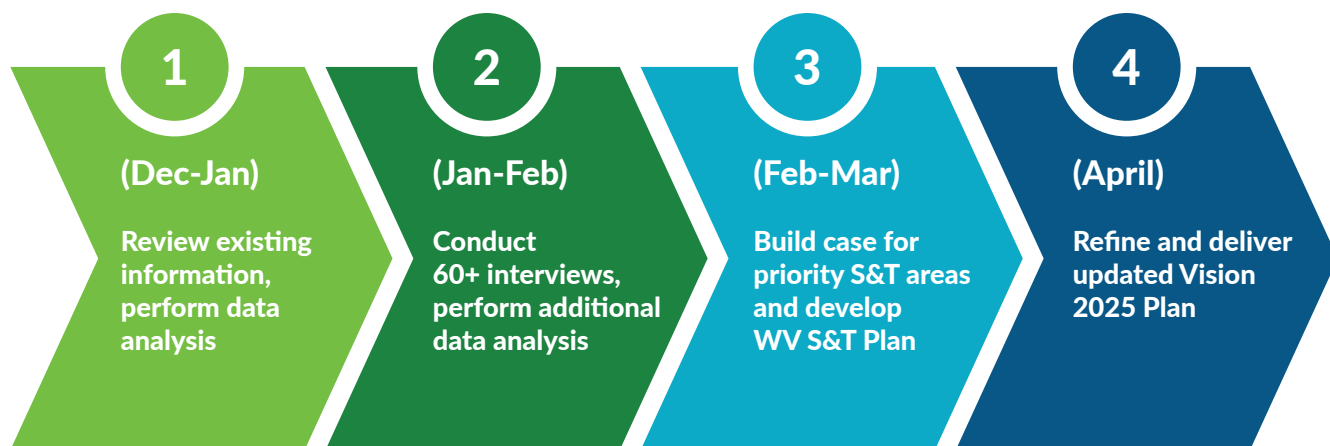 1
(Dec-Jan)
Review existing
information,
perform data
analysis
2
(Jan-Feb)
Conduct
60+ interviews,
perform additional
data analysis
3
(Feb-Mar)
Build case for
priority S&T areas
and develop
WV S&T Plan
4
(April)
Refine and deliver
updated Vision
2025 Plan